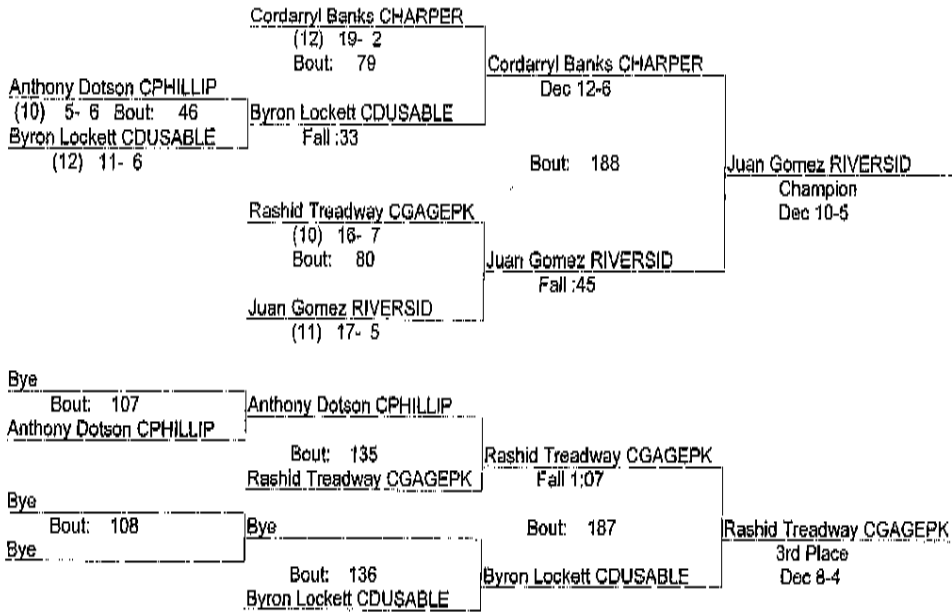 Cordarryl Banks CHARPER
(12) 19- 2
Bout: 79
Cordarryl Banks CHARPER
Dec 12-6
Anthony Dotson CPHILLIP
(10) 5- 6 Bout: 46
Byron Lockett CDUSABLE
Fall :33
Byron Lockett CDUSABLE
(12) 11- 6
Bout: 188
Juan Gomez RIVERSID
Champion
Dec 10-5
Rashid Treadway CGAGEPK
(10) 16- 7
Bout: 80
Juan Gomez RIVERSID
Fall :45
Juan Gomez RIVERSID
(11) 17- 5
Bye
Bout: 107
Anthony Dotson CPHILLIP
Anthony Dotson CPHILLIP
Bout: 135
Rashid Treadway CGAGEPK
Fall 1:07
Rashid Treadway CGAGEPK
Bye
Bout: 108
Bye
Bye
Bout: 187
Rashid Treadway CGAGEPK
3rd Place
Dec 8-4
Bout: 136
Byron Lockett CDUSABLE
Byron Lockett CDUSABLE